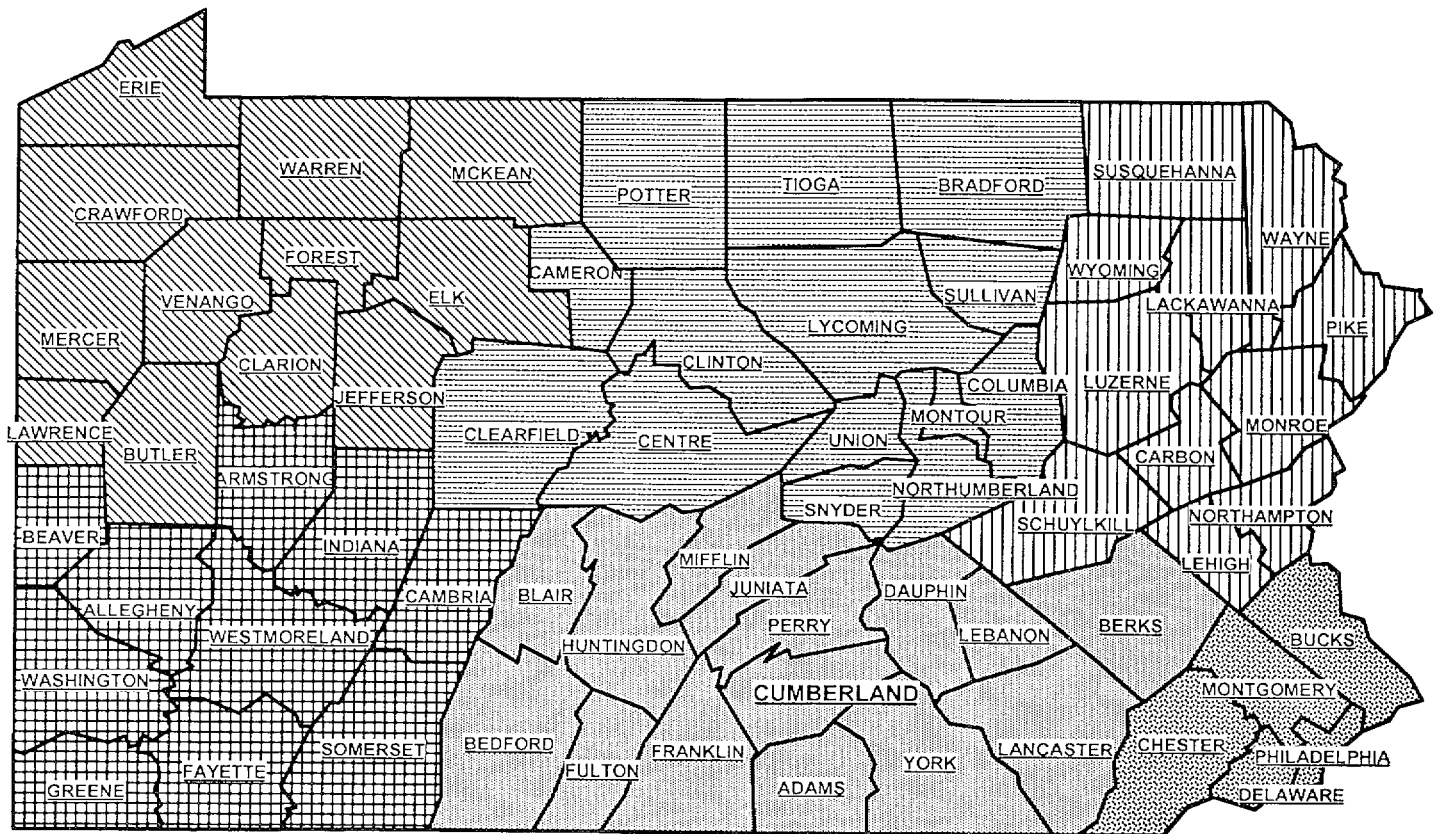 ERIE
WARREN
MCKEAN
POTTER
TIOGA
BRADFORD
SUSQUEHANNA
CRAWFORD
WAYNE
FOREST
CAMERON
WYOMING
VENANGO
ELK
SULLIVAN
LACKAWANNA
LYCOMING
PIKE
MERCER
CLARION
CLINTON
JEFFERSON
COLUMBIA
LUZERNE
MONTOUR
LAWRENCE
CLEARFIELD
CENTRE
UNION
MONROE
BUTLER
CARBON
ARMSTRONG
NORTHUMBERLAND
SNYDER
SCHUYLKILL
NORTHAMPTON
BEAVER
INDIANA
MIFFLIN
LEHIGH
JUNIATA
DAUPHIN
BLAIR
CAMBRIA
ALLEGHENY
WESTMORELAND
PERRY
LEBANON
BERKS
BUCKS
HUNTINGDON
WASHINGTON
CUMBERLAND
MONTGOMERY
BEDFORD
SOMERSET
FRANKLIN
LANCASTER
CHESTER
PHILADELPHIA
FULTON
FAYETTE
YORK
ADAMS
GREENE
DELAWARE